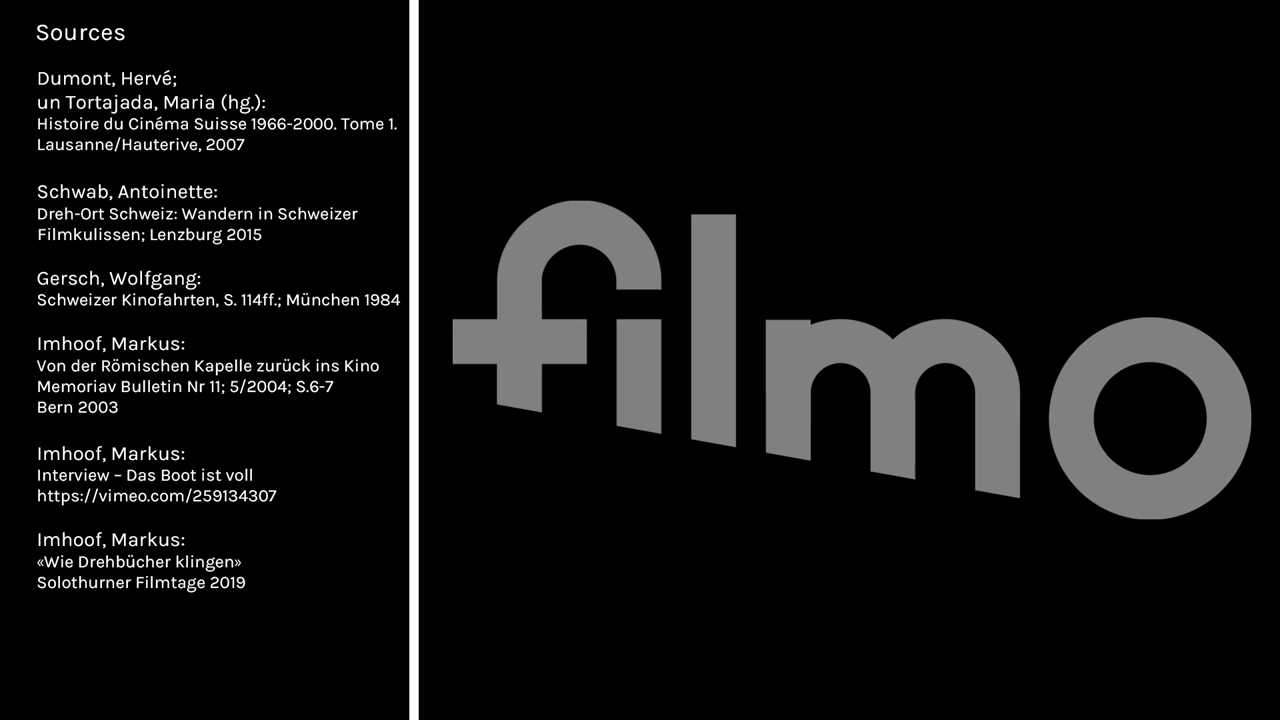 Sources
Dumont, Hervé;
un Tortajada, Maria (hg.):
Histoire du Cinéma Suisse 1966-2000. Tome 1.
Lausanne/Hauterive, 2007
Schwab, Antoinette:
Dreh-Ort Schweiz: Wandern in Schweizer
Filmkulissen; Lenzburg 2015
Gersch, Wolfgang:
Schweizer Kinofahrten, S. 114ff.; München 1984
Imhoof, Markus:
Von der Römischen Kapelle zurück ins Kino
Memoriav Bulletin Nr 11; 5/2004; S.6-7
Bern 2003
Imhoof, Markus:
Interview – Das Boot ist voll
https://vimeo.com/259134307
Imhoof, Markus:
«Wie Drehbücher klingen»
Solothurner Filmtage 2019
filmo